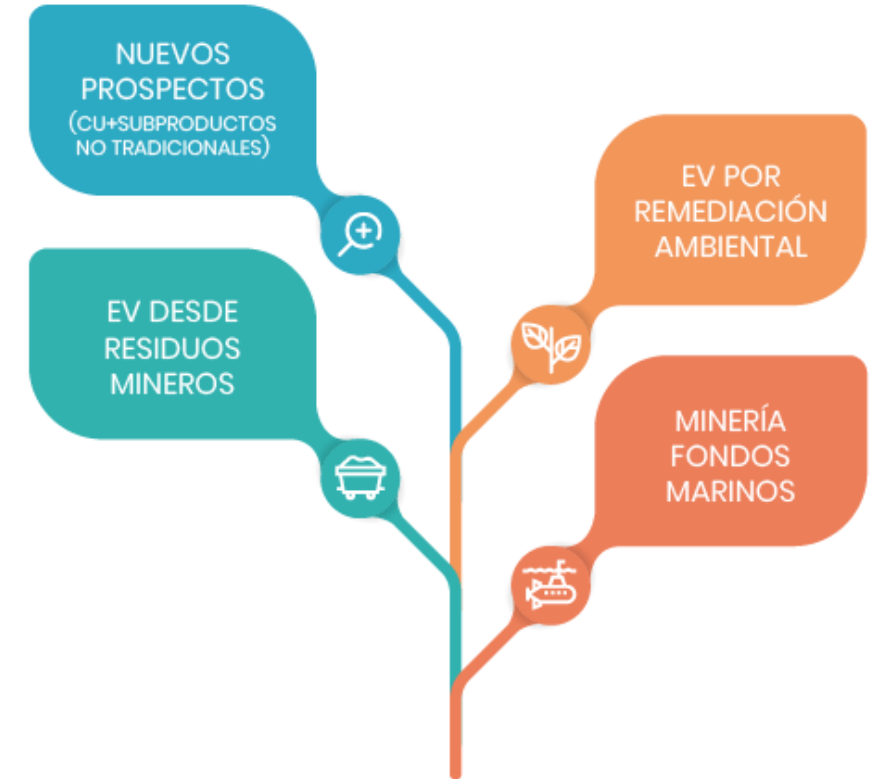 NUEVOS
PROSPECTOS
(CU+SUBPRODUCTOS
NO TRADICIONALES)
EV POR
REMEDIACIÓN
AMBIENTAL
EV DESDE
RESIDUOS
MINEROS
MINERÍA
FONDOS
MARINOS